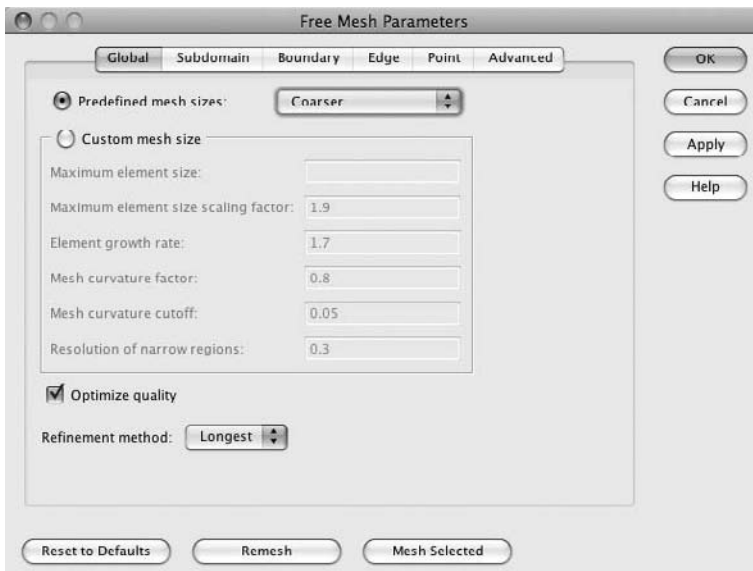 Free Mesh Parameters
Global Subdomain Boundary Edge Point Advanced
OK
Predefined mesh sizes: Coarser
Cancel
Custom mesh size
Apply
Maximum element size:
Help
Maximum element size scaling factor: 1.9
Element growth rate: 1.7
Mesh curvature factor: 0.8
Mesh curvature cutoff: 0.05
Resolution of narrow regions: 0.3
Optimize quality
Refinement method: Longest
Reset to Defaults Remesh Mesh Selected